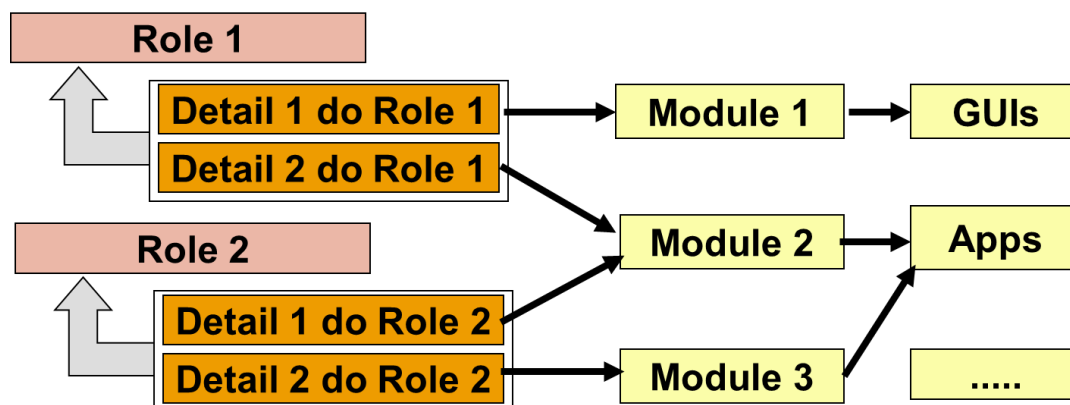 Role 1
Detail 1 do Role 1
Module 1
GUIs
Detail 2 do Role 1
Role 2
Module 2
Apps
Detail 1 do Role 2
Detail 2 do Role 2
Module 3
.....